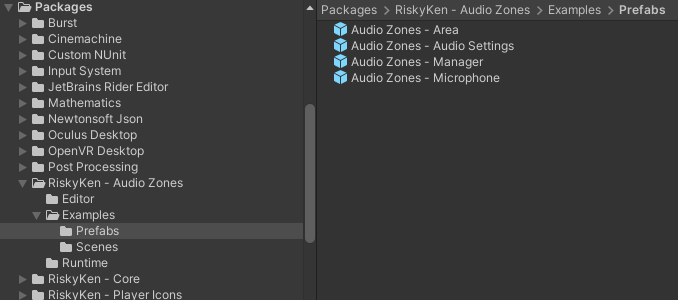 Packages
Burst
Cinemachine
Custom NUnit
Input System
JetBrains Rider Editor
Mathematics
Newtonsoft Json
Oculus Desktop
OpenVR Desktop
Post Processing
RiskyKen - Audio Zones
Editor
Examples
Prefabs
Scenes
Runtime
RiskyKen - Core
RiskyKen - Player Icons
Packages > RiskyKen - Audio Zones > Examples > Prefabs
Audio Zones - Area
Audio Zones - Audio Settings
Audio Zones - Manager
Audio Zones - Microphone